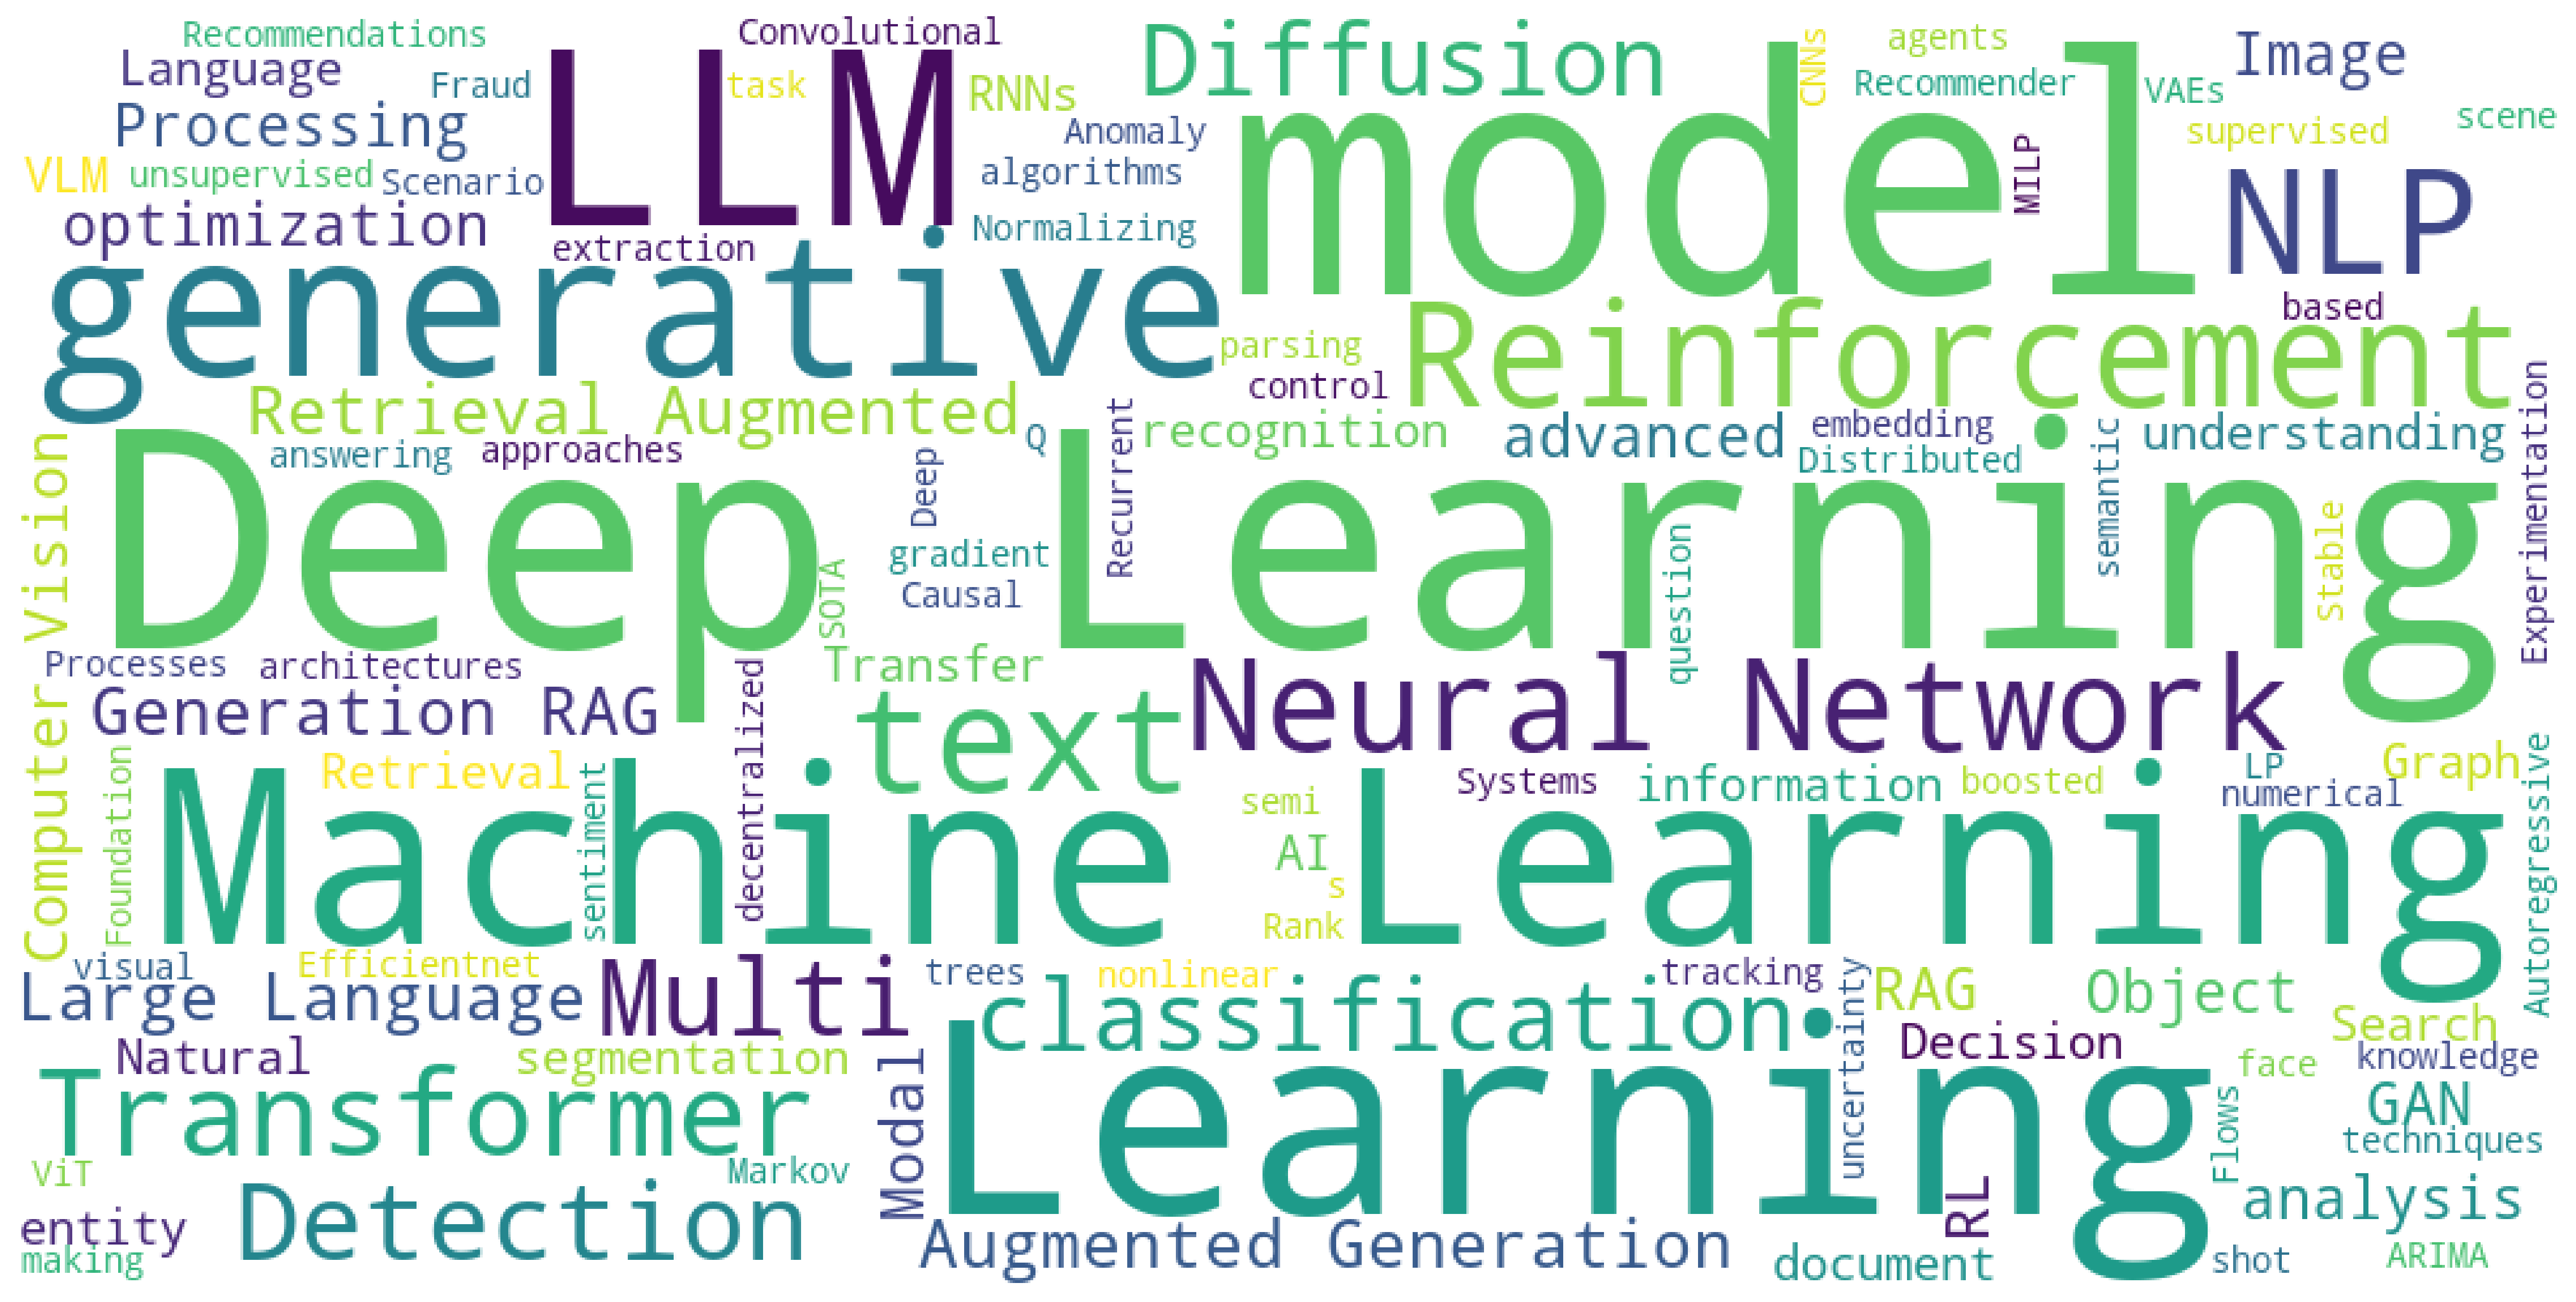 Recommendations
Convolutional
LLM
Diffusion
model
CNNs
agents
Image
Language
Fraud
task
RNNs
Recommender
VAEs
scene
Processing
Anomaly
supervised
VLM
unsupervised
Scenario
algorithms
MILP
NLP
optimization
extraction
Normalizing
generative
based
Reinforcement
parsing
control
Retrieval Augmented
answering
approaches
Q
Recurrent
recognition
advanced
embedding
Distributed
semantic
understanding
Experimentation
Computer Vision
Deep Learning
Deep
SOTA
gradient
Causal
question
Stable
Processes
architectures
decentralized
Transfer
Neural Network
Generation RAG
text
Foundation
Retrieval
sentiment
Machine Learning
Systems
information
boosted
LP
Graph
numerical
Autoregressive
semi
AI
s
Rank
visual
Efficientnet
Large Language
Multi
trees
nonlinear
tracking
classification
uncertainty
RAG
Object
Search
Natural
segmentation
Decision
face
knowledge
Transformer
Modal
Learning
Flows
GAN
techniques
ViT
Markov
entity
Detection
RL
analysis
making
Augmented Generation
document
shot
ARIMA